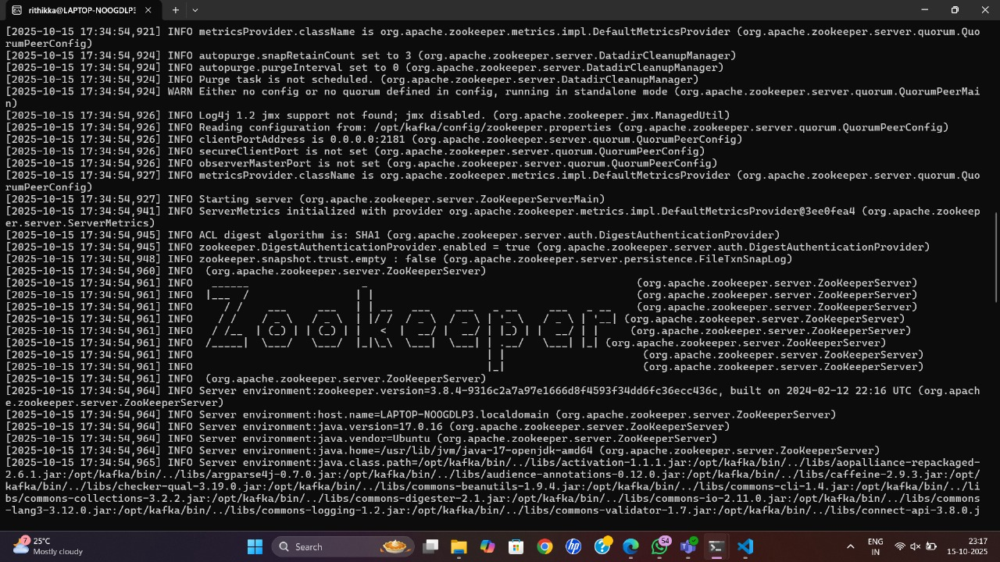 rithikka@LAPTOP-NOOGDLP3
[2025-10-15 17:34:54,921] INFO metricsProvider.className is org.apache.zookeeper.metrics.impl.DefaultMetricsProvider (org.apache.zookeeper.server.quorum.Quo
rumPeerConfig)
[2025-10-15 17:34:54,924] INFO autopurge.snapRetainCount set to 3 (org.apache.zookeeper.server.DatadirCleanupManager)
[2025-10-15 17:34:54,924] INFO autopurge.purgeInterval set to 0 (org.apache.zookeeper.server.DatadirCleanupManager)
[2025-10-15 17:34:54,924] INFO Purge task is not scheduled. (org.apache.zookeeper.server.DatadirCleanupManager)
[2025-10-15 17:34:54,924] WARN Either no config or no quorum defined in config, running in standalone mode (org.apache.zookeeper.server.quorum.QuorumPeerMai
n)
[2025-10-15 17:34:54,926] INFO Log4j 1.2 jmx support not found; jmx disabled. (org.apache.zookeeper.jmx.ManagedUtil)
[2025-10-15 17:34:54,926] INFO Reading configuration from: /opt/kafka/config/zookeeper.properties (org.apache.zookeeper.server.quorum.QuorumPeerConfig)
[2025-10-15 17:34:54,926] INFO clientPortAddress is 0.0.0.0:2181 (org.apache.zookeeper.server.quorum.QuorumPeerConfig)
[2025-10-15 17:34:54,926] INFO secureClientPort is not set (org.apache.zookeeper.server.quorum.QuorumPeerConfig)
[2025-10-15 17:34:54,926] INFO observerMasterPort is not set (org.apache.zookeeper.server.quorum.QuorumPeerConfig)
[2025-10-15 17:34:54,927] INFO metricsProvider.className is org.apache.zookeeper.metrics.impl.DefaultMetricsProvider (org.apache.zookeeper.server.quorum.Quo
rumPeerConfig)
[2025-10-15 17:34:54,927] INFO Starting server (org.apache.zookeeper.server.ZooKeeperServerMain)
[2025-10-15 17:34:54,941] INFO ServerMetrics initialized with provider org.apache.zookeeper.metrics.impl.DefaultMetricsProvider@3ee0fea4 (org.apache.zookeep
er.server.ServerMetrics)
[2025-10-15 17:34:54,945] INFO ACL digest algorithm is: SHA1 (org.apache.zookeeper.server.auth.DigestAuthenticationProvider)
[2025-10-15 17:34:54,945] INFO zookeeper.DigestAuthenticationProvider.enabled = true (org.apache.zookeeper.server.auth.DigestAuthenticationProvider)
[2025-10-15 17:34:54,948] INFO zookeeper.snapshot.trust.empty : false (org.apache.zookeeper.server.persistence.FileTxnSnapLog)
[2025-10-15 17:34:54,960] INFO  (org.apache.zookeeper.server.ZooKeeperServer)
[2025-10-15 17:34:54,961] INFO   ______                  _                                           (org.apache.zookeeper.server.ZooKeeperServer)
[2025-10-15 17:34:54,961] INFO  |___  /                 | |                                          (org.apache.zookeeper.server.ZooKeeperServer)
[2025-10-15 17:34:54,961] INFO     / /    ___     ___   | | __   ___    ___   _ __     ___   _ __    (org.apache.zookeeper.server.ZooKeeperServer)
[2025-10-15 17:34:54,961] INFO    / /    / _ \   / _ \  | |/ /  / _ \  / _ \ | '_ \   / _ \ | '__| (org.apache.zookeeper.server.ZooKeeperServer)
[2025-10-15 17:34:54,961] INFO   / /__  | (_) | | (_) | |   <  |  __/ |  __/ | |_) | |  __/ | |     (org.apache.zookeeper.server.ZooKeeperServer)
[2025-10-15 17:34:54,961] INFO  /_____|  \___/   \___/  |_|\_\  \___|  \___| | .__/   \___| |_| (org.apache.zookeeper.server.ZooKeeperServer)
[2025-10-15 17:34:54,961] INFO                                               | |                      (org.apache.zookeeper.server.ZooKeeperServer)
[2025-10-15 17:34:54,961] INFO                                               |_|                      (org.apache.zookeeper.server.ZooKeeperServer)
[2025-10-15 17:34:54,961] INFO  (org.apache.zookeeper.server.ZooKeeperServer)
[2025-10-15 17:34:54,964] INFO Server environment:zookeeper.version=3.8.4-9316c2a7a97e1666d8f4593f34dd6fc36ecc436c, built on 2024-02-12 22:16 UTC (org.apach
e.zookeeper.server.ZooKeeperServer)
[2025-10-15 17:34:54,964] INFO Server environment:host.name=LAPTOP-NOOGDLP3.localdomain (org.apache.zookeeper.server.ZooKeeperServer)
[2025-10-15 17:34:54,964] INFO Server environment:java.version=17.0.16 (org.apache.zookeeper.server.ZooKeeperServer)
[2025-10-15 17:34:54,964] INFO Server environment:java.vendor=Ubuntu (org.apache.zookeeper.server.ZooKeeperServer)
[2025-10-15 17:34:54,964] INFO Server environment:java.home=/usr/lib/jvm/java-17-openjdk-amd64 (org.apache.zookeeper.server.ZooKeeperServer)
[2025-10-15 17:34:54,965] INFO Server environment:java.class.path=/opt/kafka/bin/../libs/activation-1.1.1.jar:/opt/kafka/bin/../libs/aopalliance-repackaged-
2.6.1.jar:/opt/kafka/bin/../libs/argparse4j-0.7.0.jar:/opt/kafka/bin/../libs/audience-annotations-0.12.0.jar:/opt/kafka/bin/../libs/caffeine-2.9.3.jar:/opt/
kafka/bin/../libs/checker-qual-3.19.0.jar:/opt/kafka/bin/../libs/commons-beanutils-1.9.4.jar:/opt/kafka/bin/../libs/commons-cli-1.4.jar:/opt/kafka/bin/../li
bs/commons-collections-3.2.2.jar:/opt/kafka/bin/../libs/commons-digester-2.1.jar:/opt/kafka/bin/../libs/commons-io-2.11.0.jar:/opt/kafka/bin/../libs/commons
-lang3-3.12.0.jar:/opt/kafka/bin/../libs/commons-logging-1.2.jar:/opt/kafka/bin/../libs/commons-validator-1.7.jar:/opt/kafka/bin/../libs/connect-api-3.8.0.j
7
25°C
Mostly cloudy
Search
hp
54
ENG
IN
23:17
15-10-2025